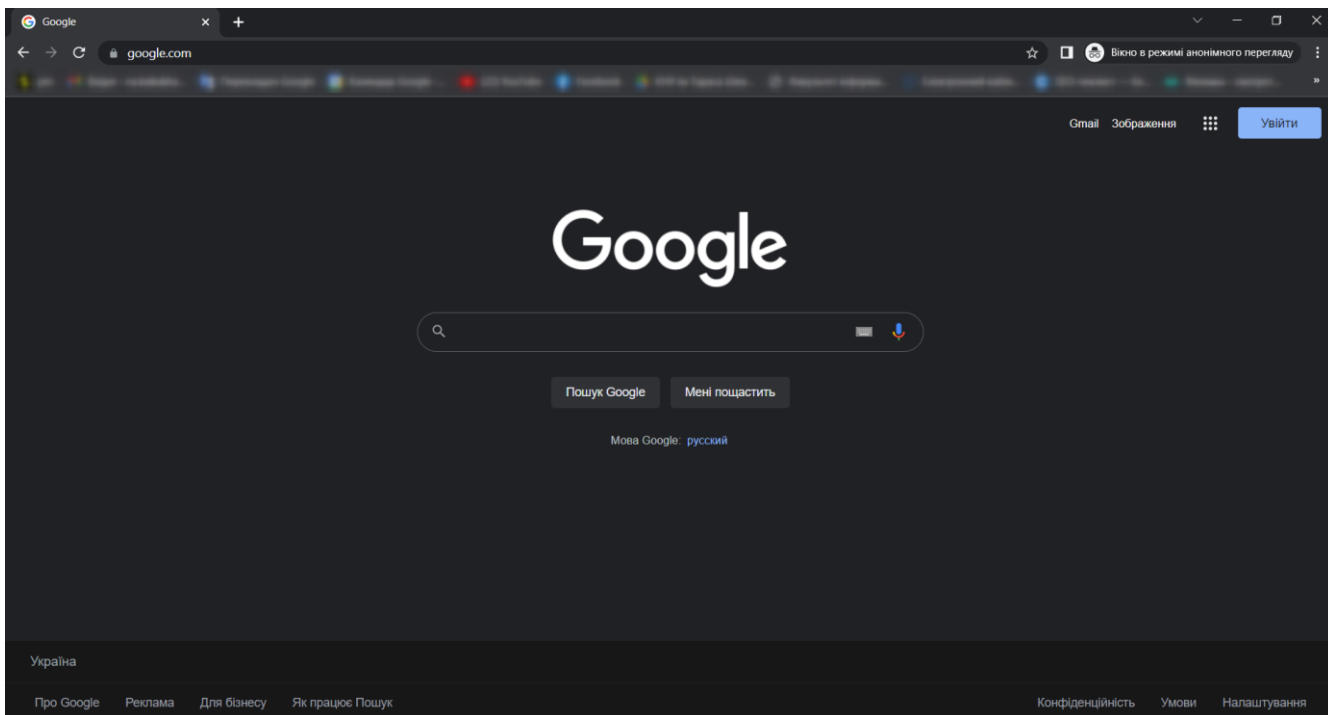 Google
google.com
Вікно в режимі анонімного перегляду
Gmail Зображення Увійти
Google
Пошук Google Мені пощастить
Мова Google: русский
Україна
Про Google Реклама Для бізнесу Як працює Пошук Конфіденційність Умови Налаштування